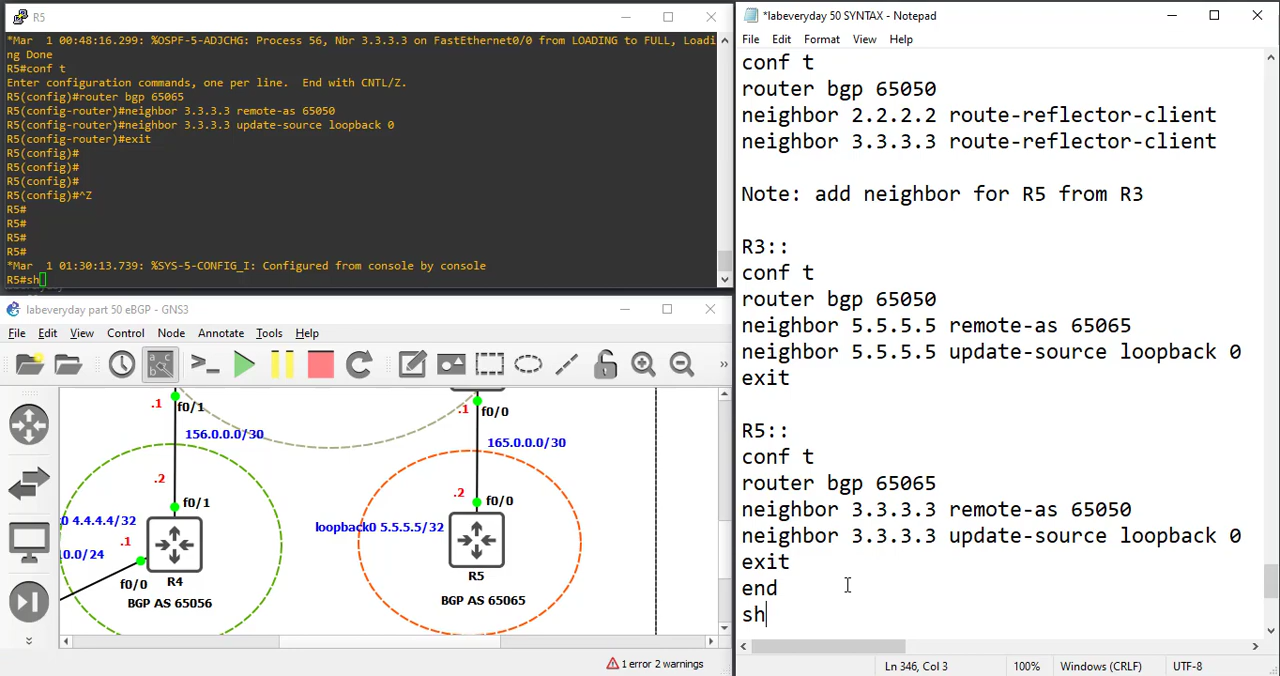 R5
*Mar  1 00:48:16.299: %OSPF-5-ADJCHG: Process 56, Nbr 3.3.3.3 on FastEthernet0/0 from LOADING to FULL, Loadi
ng Done
R5#conf t
Enter configuration commands, one per line.  End with CNTL/Z.
R5(config)#router bgp 65065
R5(config-router)#neighbor 3.3.3.3 remote-as 65050
R5(config-router)#neighbor 3.3.3.3 update-source loopback 0
R5(config-router)#exit
R5(config)#
R5(config)#
R5(config)#
R5(config)#^Z
R5#
R5#
R5#
R5#
*Mar  1 01:30:13.739: %SYS-5-CONFIG_I: Configured from console by console
R5#sh
labeveryday part 50 eBGP - GNS3
File Edit View Control Node Annotate Tools Help
.1 f0/1
.1 f0/0
156.0.0.0/30
165.0.0.0/30
.2 f0/1
.2 f0/0
0 4.4.4.4/32
loopback0 5.5.5.5/32
.1
0.0/24
f0/0
R4
R5
BGP AS 65056
BGP AS 65065
1 error 2 warnings
*labeveryday 50 SYNTAX - Notepad
File Edit Format View Help
conf t
router bgp 65050
neighbor 2.2.2.2 route-reflector-client
neighbor 3.3.3.3 route-reflector-client
Note: add neighbor for R5 from R3
R3::
conf t
router bgp 65050
neighbor 5.5.5.5 remote-as 65065
neighbor 5.5.5.5 update-source loopback 0
exit
R5::
conf t
router bgp 65065
neighbor 3.3.3.3 remote-as 65050
neighbor 3.3.3.3 update-source loopback 0
exit
end
sh
Ln 346, Col 3 100% Windows (CRLF) UTF-8